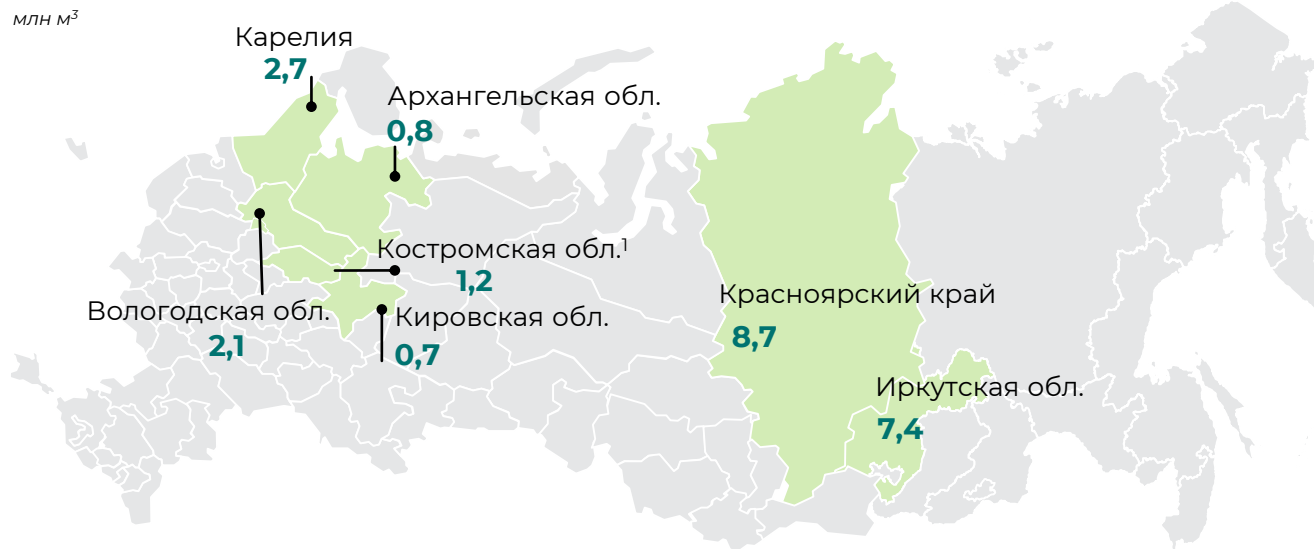 млн м³
Карелия
2,7
Архангельская обл.
0,8
Костромская обл.¹
1,2
Вологодская обл.
2,1
Кировская обл.
0,7
Красноярский край
8,7
Иркутская обл.
7,4